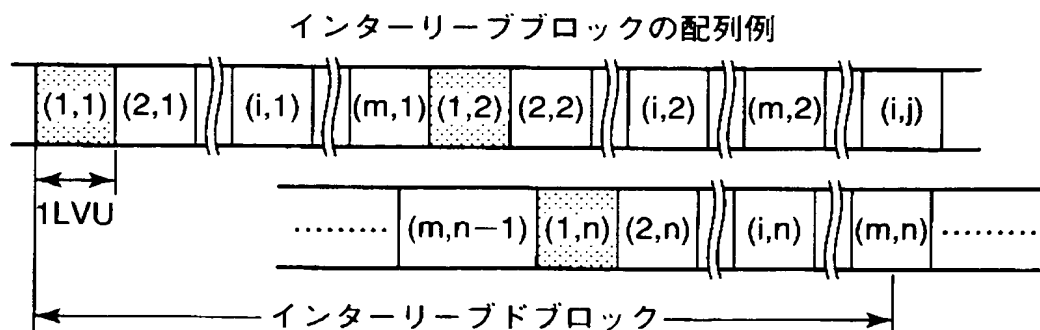 インターリーブブロックの配列例
(1,1) (2,1) (i,1) (m,1) (1,2) (2,2) (i,2) (m,2) (i,j)
1LVU
......... (m,n−1) (1,n) (2,n) (i,n) (m,n) ..........
インターリーブドブロック